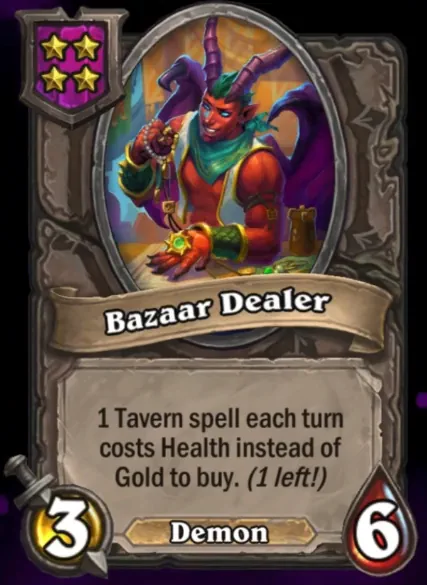 Bazaar Dealer
1 Tavern spell each turn
costs Health instead of
Gold to buy. (1 left!)
3
Demon
6